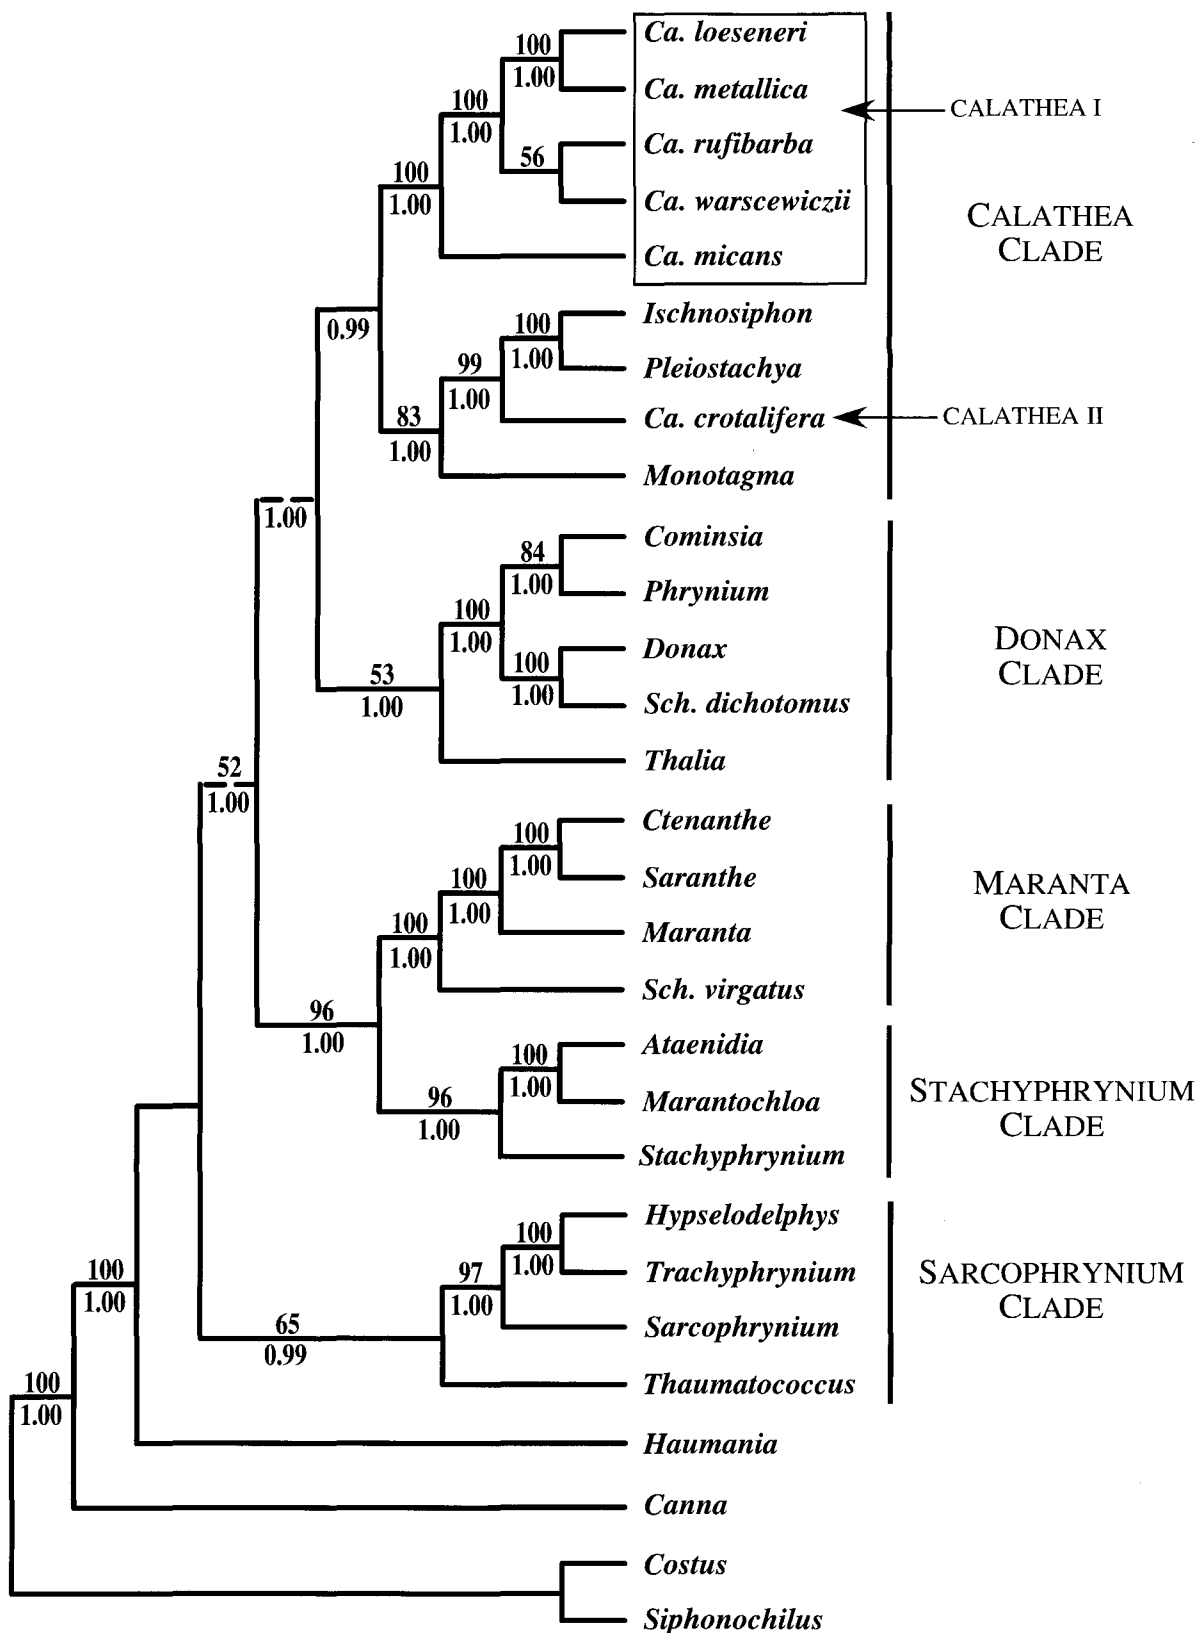 Ca. loeseneri
100
1.00
Ca. metallica
100
1.00
CALATHEA I
Ca. rufibarba
56
100
1.00
Ca. warscewiczii
CALATHEA
CLADE
Ca. micans
Ischnosiphon
0.99
100
1.00
Pleiostachya
99
1.00
Ca. crotalifera
CALATHEA II
83
1.00
Monotagma
1.00
Cominsia
84
1.00
Phrynium
100
1.00
Donax
DONAX
CLADE
100
1.00
53
1.00
Sch. dichotomus
Thalia
52
1.00
Ctenanthe
100
1.00
Saranthe
100
1.00
MARANTA
CLADE
Maranta
100
1.00
Sch. virgatus
96
1.00
Ataenidia
100
1.00
Marantochloa
STACHYPHRYNIUM
CLADE
96
1.00
Stachyphrynium
Hypselodelphys
100
1.00
Trachyphrynium
SARCOPHRYNIUM
CLADE
97
1.00
100
1.00
Sarcophrynium
65
0.99
Thaumatococcus
100
1.00
Haumania
Canna
Costus
Siphonochilus